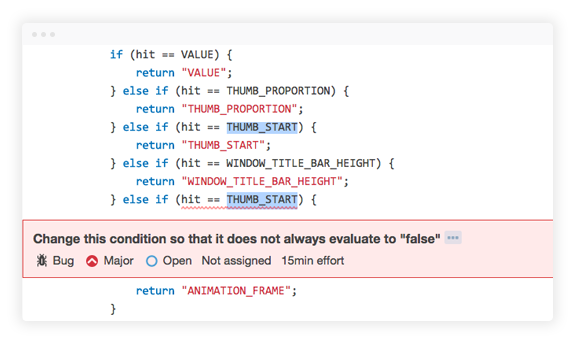 if (hit == VALUE) {
return "VALUE";
} else if (hit == THUMB_PROPORTION) {
return "THUMB_PROPORTION";
} else if (hit == THUMB_START) {
return "THUMB_START";
} else if (hit == WINDOW_TITLE_BAR_HEIGHT) {
return "WINDOW_TITLE_BAR_HEIGHT";
} else if (hit == THUMB_START) {
Change this condition so that it does not always evaluate to "false"
Bug Major Open Not assigned 15min effort
return "ANIMATION_FRAME";
}